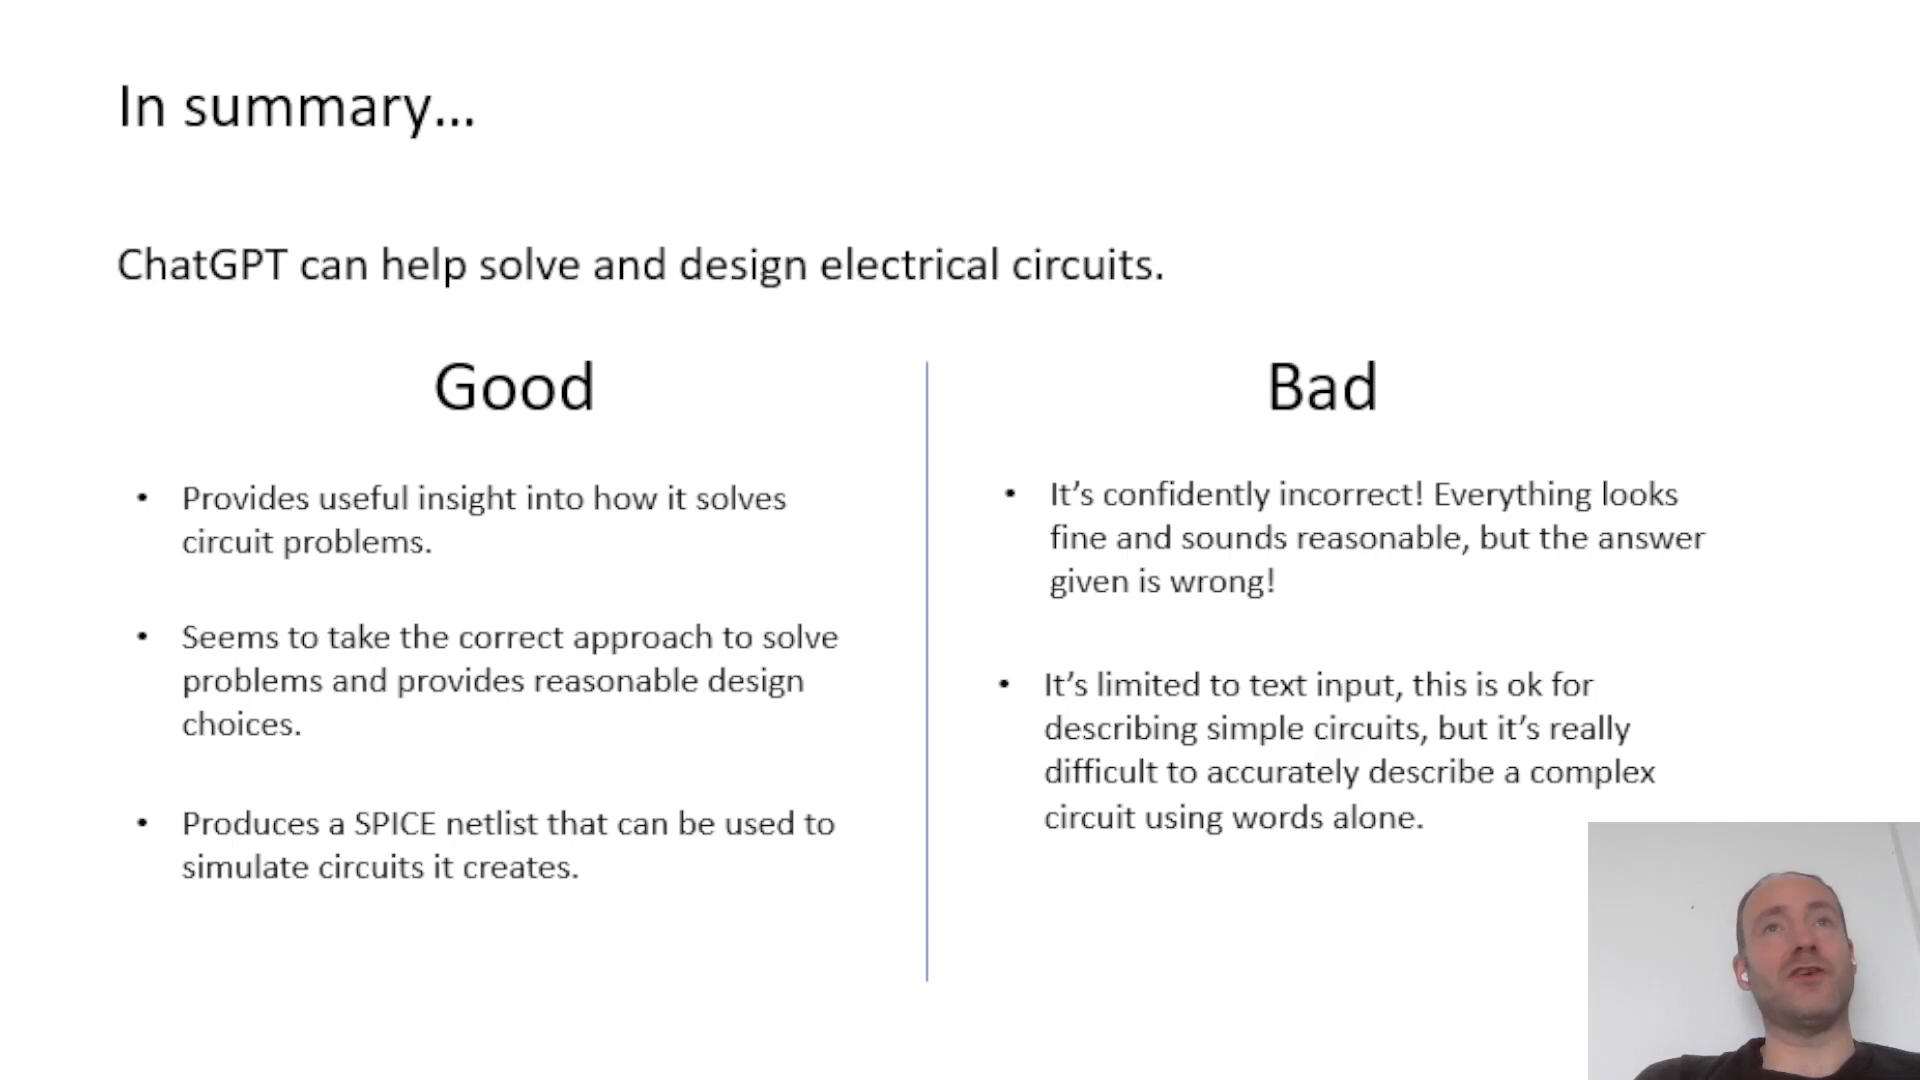 In summary...
ChatGPT can help solve and design electrical circuits.
Good
• Provides useful insight into how it solves
circuit problems.
• Seems to take the correct approach to solve
problems and provides reasonable design
choices.
• Produces a SPICE netlist that can be used to
simulate circuits it creates.
Bad
• It’s confidently incorrect! Everything looks
fine and sounds reasonable, but the answer
given is wrong!
• It’s limited to text input, this is ok for
describing simple circuits, but it’s really
difficult to accurately describe a complex
circuit using words alone.